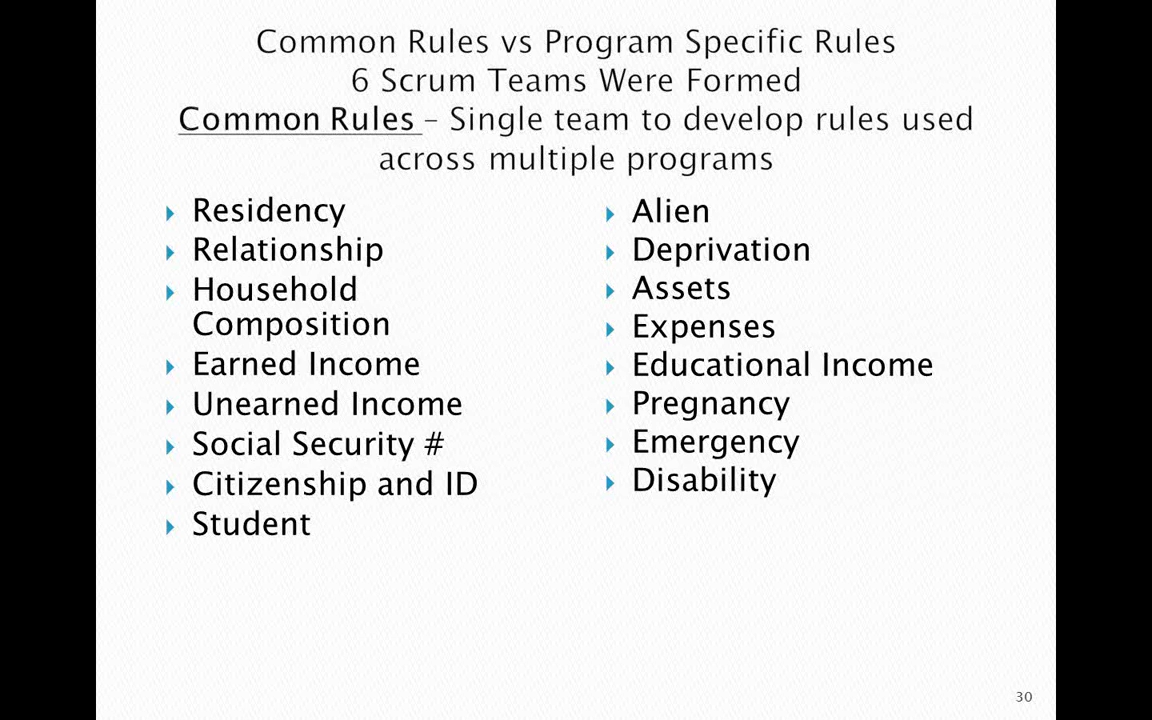 Common Rules vs Program Specific Rules
6 Scrum Teams Were Formed
Common Rules – Single team to develop rules used
across multiple programs
Residency
Relationship
Household
Composition
Earned Income
Unearned Income
Social Security #
Citizenship and ID
Student
Alien
Deprivation
Assets
Expenses
Educational Income
Pregnancy
Emergency
Disability
30